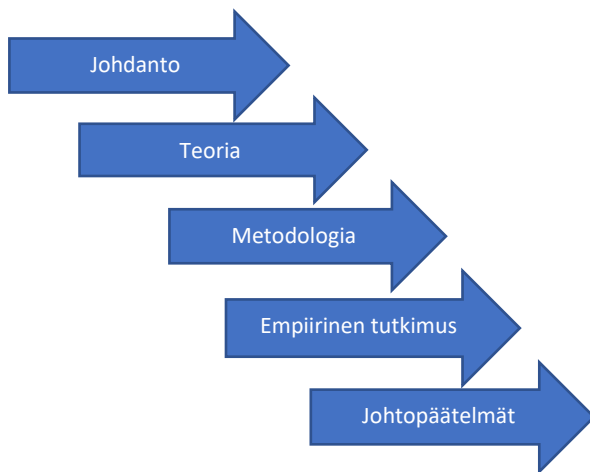 Johdanto
Teoria
Metodologia
Empiirinen tutkimus
Johtopäätelmät